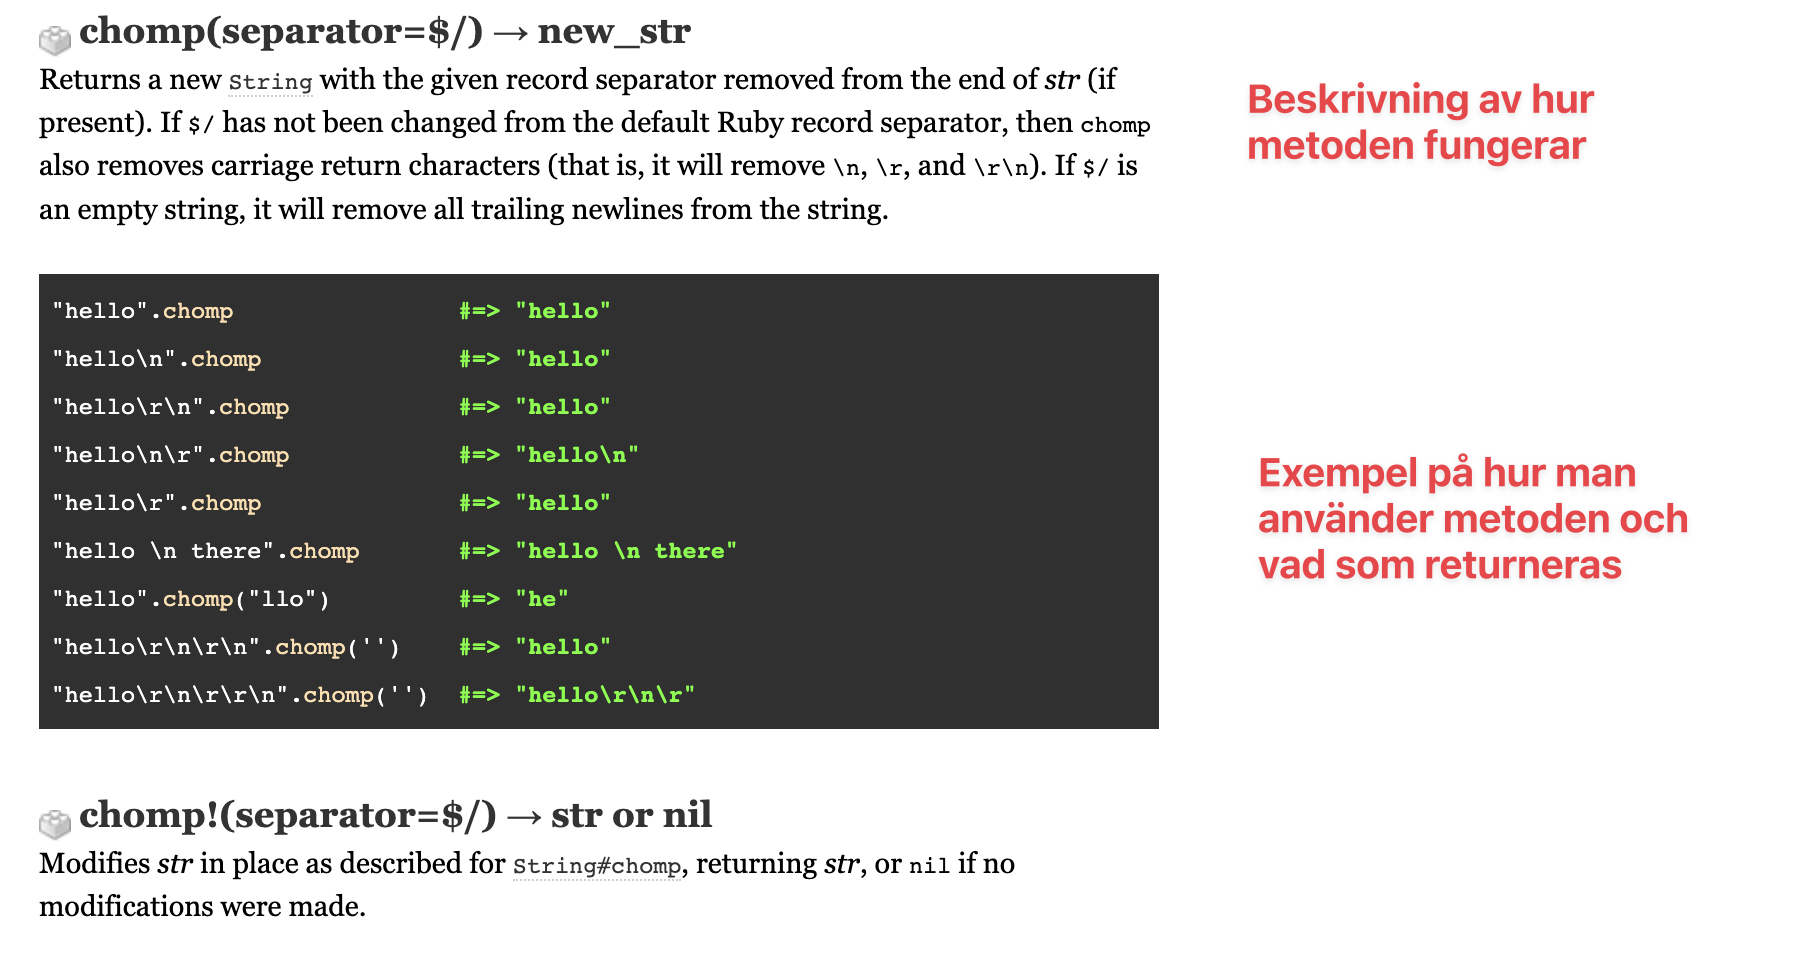 chomp(separator=$/) → new_str
Returns a new String with the given record separator removed from the end of str (if
present). If $/ has not been changed from the default Ruby record separator, then chomp
also removes carriage return characters (that is, it will remove \n, \r, and \r\n). If $/ is
an empty string, it will remove all trailing newlines from the string.
Beskrivning av hur
metoden fungerar
"hello".chomp                #=> "hello"
"hello\n".chomp              #=> "hello"
"hello\r\n".chomp            #=> "hello"
"hello\n\r".chomp            #=> "hello\n"
"hello\r".chomp              #=> "hello"
"hello \n there".chomp       #=> "hello \n there"
"hello".chomp("llo")         #=> "he"
"hello\r\n\r\n".chomp('')    #=> "hello"
"hello\r\n\r\r\n".chomp('')  #=> "hello\r\n\r"
Exempel på hur man
använder metoden och
vad som returneras
chomp!(separator=$/) → str or nil
Modifies str in place as described for String#chomp, returning str, or nil if no
modifications were made.